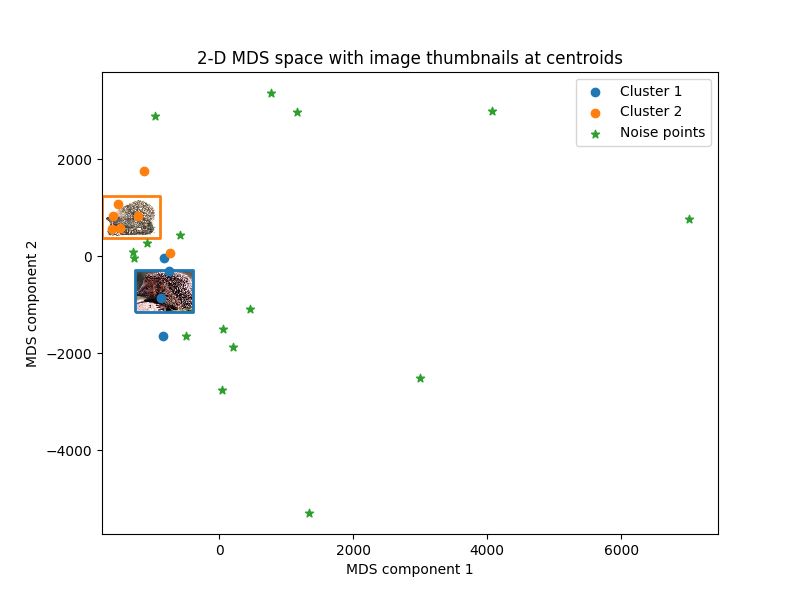 2-D MDS space with image thumbnails at centroids
Cluster 1
Cluster 2
Noise points
2000
0
−2000
−4000
MDS component 2
0
2000
4000
6000
MDS component 1